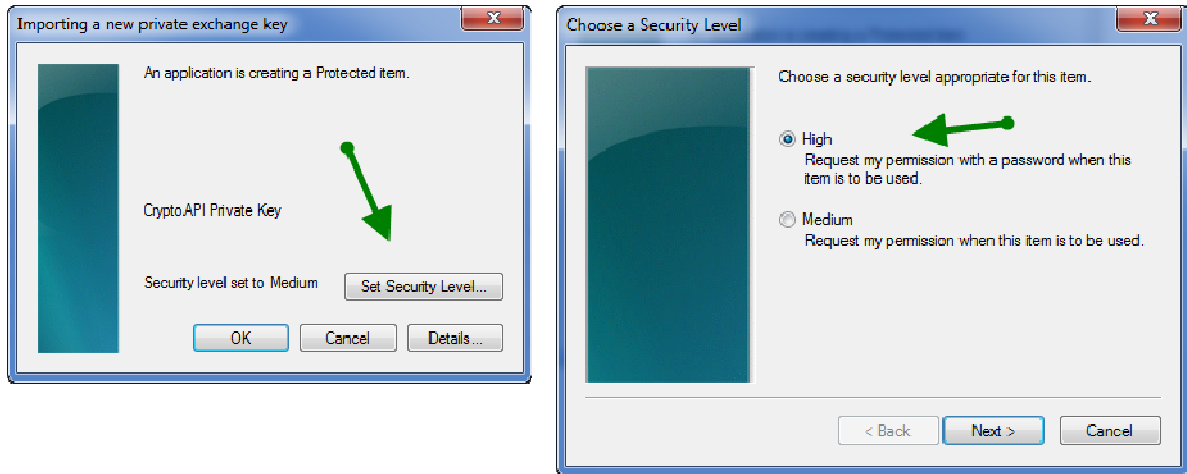 Importing a new private exchange key
An application is creating a Protected item.
CryptoAPI Private Key
Security level set to Medium
Set Security Level...
OK
Cancel
Details...
Choose a Security Level
Choose a security level appropriate for this item.
High
Request my permission with a password when this
item is to be used.
Medium
Request my permission when this item is to be used.
< Back
Next >
Cancel